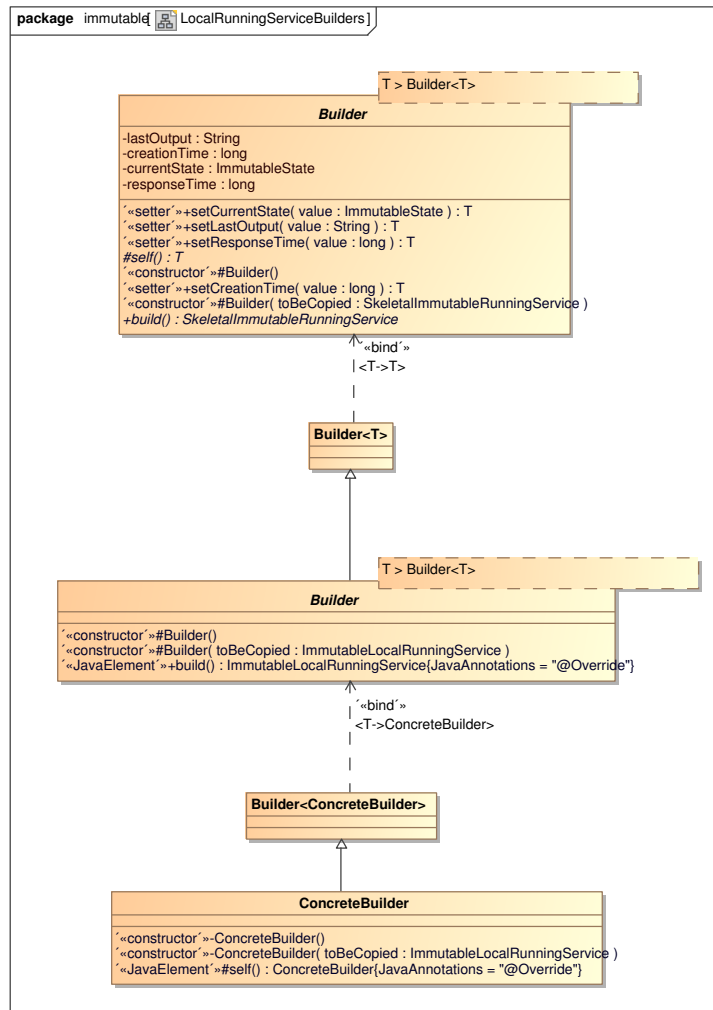 package immutable[ LocalRunningServiceBuilders]
T > Builder<T>
Builder
-lastOutput : String
-creationTime : long
-currentState : ImmutableState
-responseTime : long
´«setter´»+setCurrentState( value : ImmutableState ) : T
´«setter´»+setLastOutput( value : String ) : T
´«setter´»+setResponseTime( value : long ) : T
#self() : T
´«constructor´»#Builder()
´«setter´»+setCreationTime( value : long ) : T
´«constructor´»#Builder( toBeCopied : SkeletalImmutableRunningService )
+build() : SkeletalImmutableRunningService
´«bind´»
<T->T>
Builder<T>
T > Builder<T>
Builder
´«constructor´»#Builder()
´«constructor´»#Builder( toBeCopied : ImmutableLocalRunningService )
´«JavaElement´»+build() : ImmutableLocalRunningService{JavaAnnotations = "@Override"}
´«bind´»
<T->ConcreteBuilder>
Builder<ConcreteBuilder>
ConcreteBuilder
´«constructor´»-ConcreteBuilder()
´«constructor´»-ConcreteBuilder( toBeCopied : ImmutableLocalRunningService )
´«JavaElement´»#self() : ConcreteBuilder{JavaAnnotations = "@Override"}